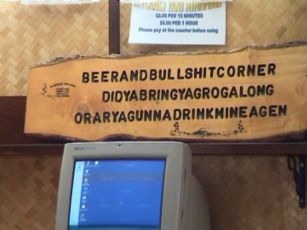 $3.00 PER 15 MINUTES
$5.00 PER 1 HOUR
Please pay at the counter before using
BEERANDBULLSHITCORNER
DIDYABRINGYAGROGALONG
ORARYAGUNNADRINKMINEAGEN